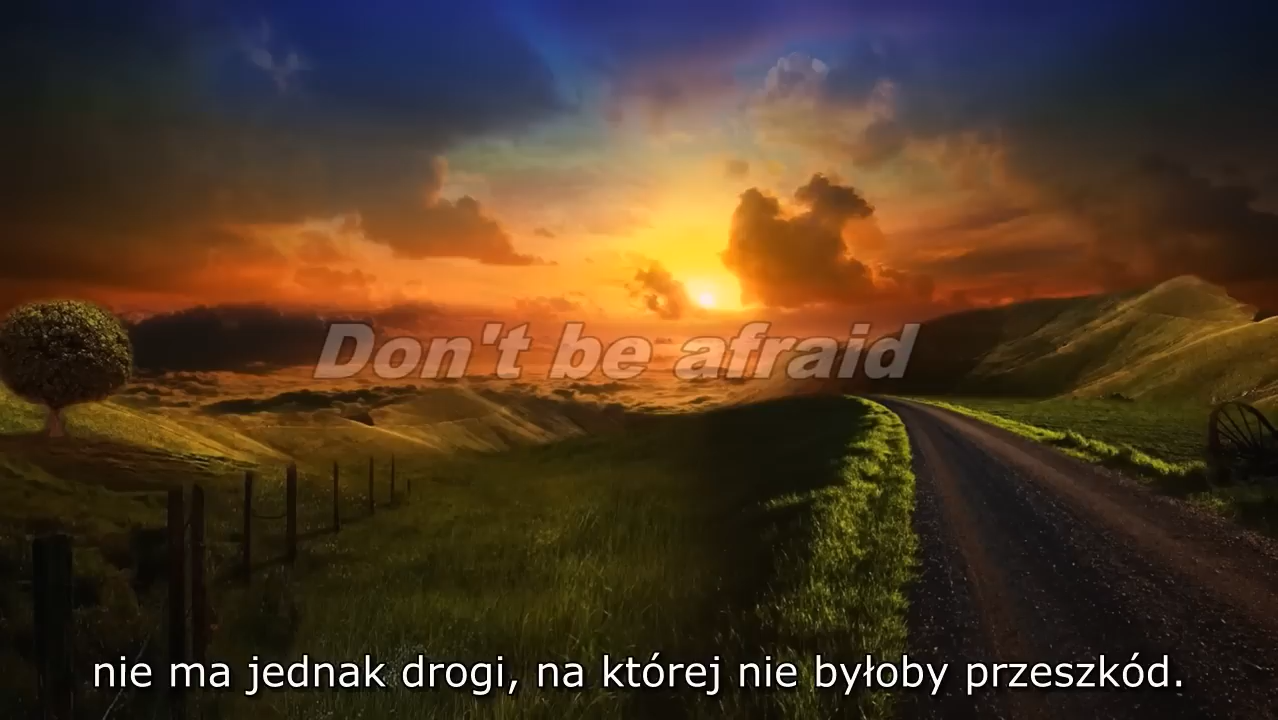 Don't be afraid
nie ma jednak drogi, na której nie byłoby przeszkód.